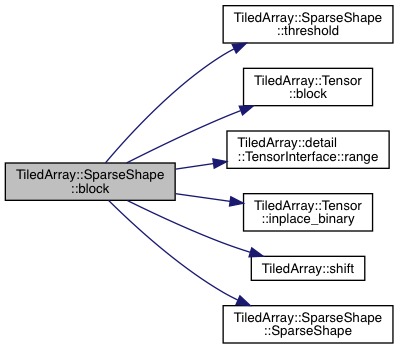 TiledArray::SparseShape
::threshold
TiledArray::Tensor
::block
TiledArray::detail
::TensorInterface::range
TiledArray::SparseShape
::block
TiledArray::Tensor
::inplace_binary
TiledArray::shift
TiledArray::SparseShape
::SparseShape